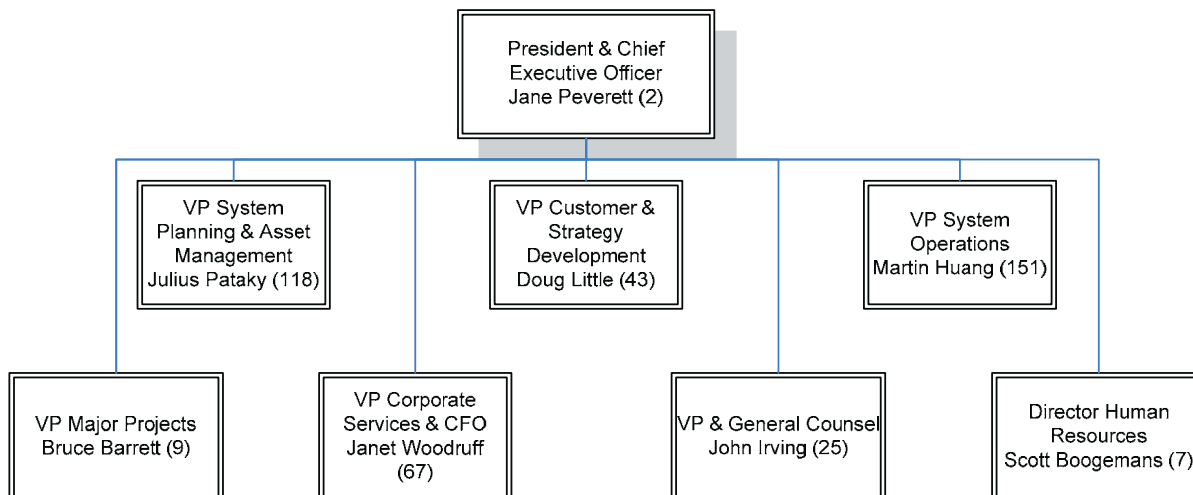 President & Chief
Executive Officer
Jane Peverett (2)
VP System
Planning & Asset
Management
Julius Pataky (118)
VP Customer &
Strategy
Development
Doug Little (43)
VP System
Operations
Martin Huang (151)
VP Major Projects
Bruce Barrett (9)
VP Corporate
Services & CFO
Janet Woodruff
(67)
VP & General Counsel
John Irving (25)
Director Human
Resources
Scott Boogemans (7)